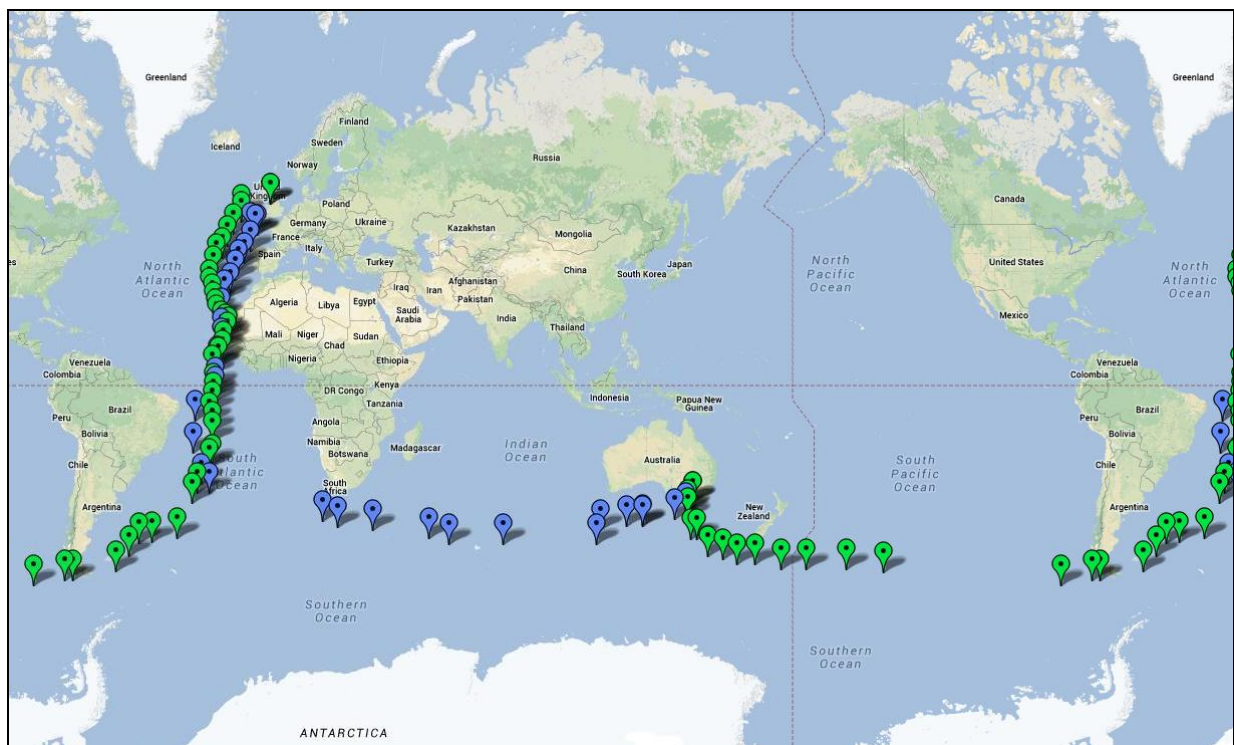 Greenland
Greenland
Finland
Sweden
Iceland
Norway
Russia
Canada
Poland
Germany
Ukraine
France
Kazakhstan
Mongolia
Italy
Spain
North
Atlantic
Ocean
Turkey
South Korea
Japan
China
North
Pacific
Ocean
United States
North
Atlantic
Ocean
Iraq
Iran
Afghanistan
Pakistan
Algeria
Libya
Egypt
Saudi
Arabia
Mexico
India
Mali
Niger
Chad
Sudan
Thailand
Nigeria
Ethiopia
Venezuela
Colombia
Venezuela
Colombia
DR Congo
Kenya
Tanzania
Indonesia
Papua New
Guinea
Peru
Brazil
Peru
Brazil
Angola
Bolivia
Bolivia
Namibia
Botswana
Madagascar
Indian
Ocean
Australia
South
Pacific
Ocean
Chile
Chile
South
Africa
Ocean
Argentina
New
Zealand
Argentina
Southern
Ocean
Southern
Ocean
ANTARCTICA